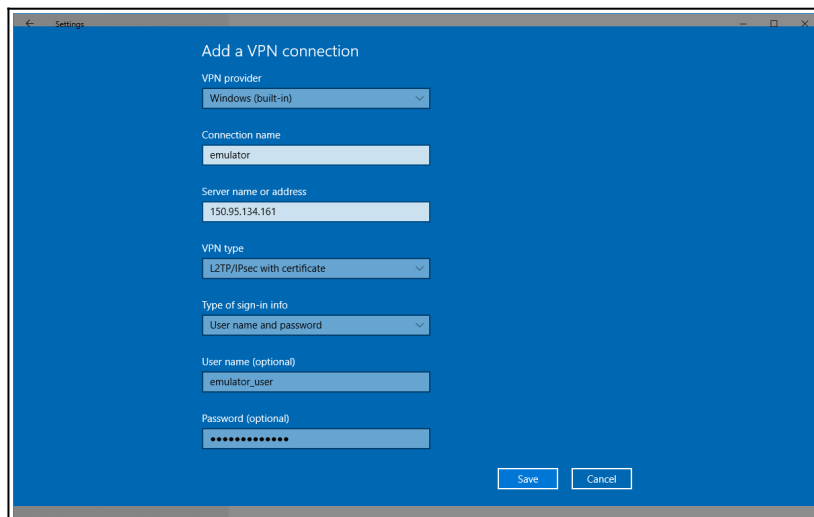 Settings
Add a VPN connection
VPN provider
Windows (built-in)
Connection name
emulator
Server name or address
150.95.134.161
VPN type
L2TP/IPsec with certificate
Type of sign-in info
User name and password
User name (optional)
emulator_user
Password (optional)
●●●●●●●●●●●●●
Save Cancel